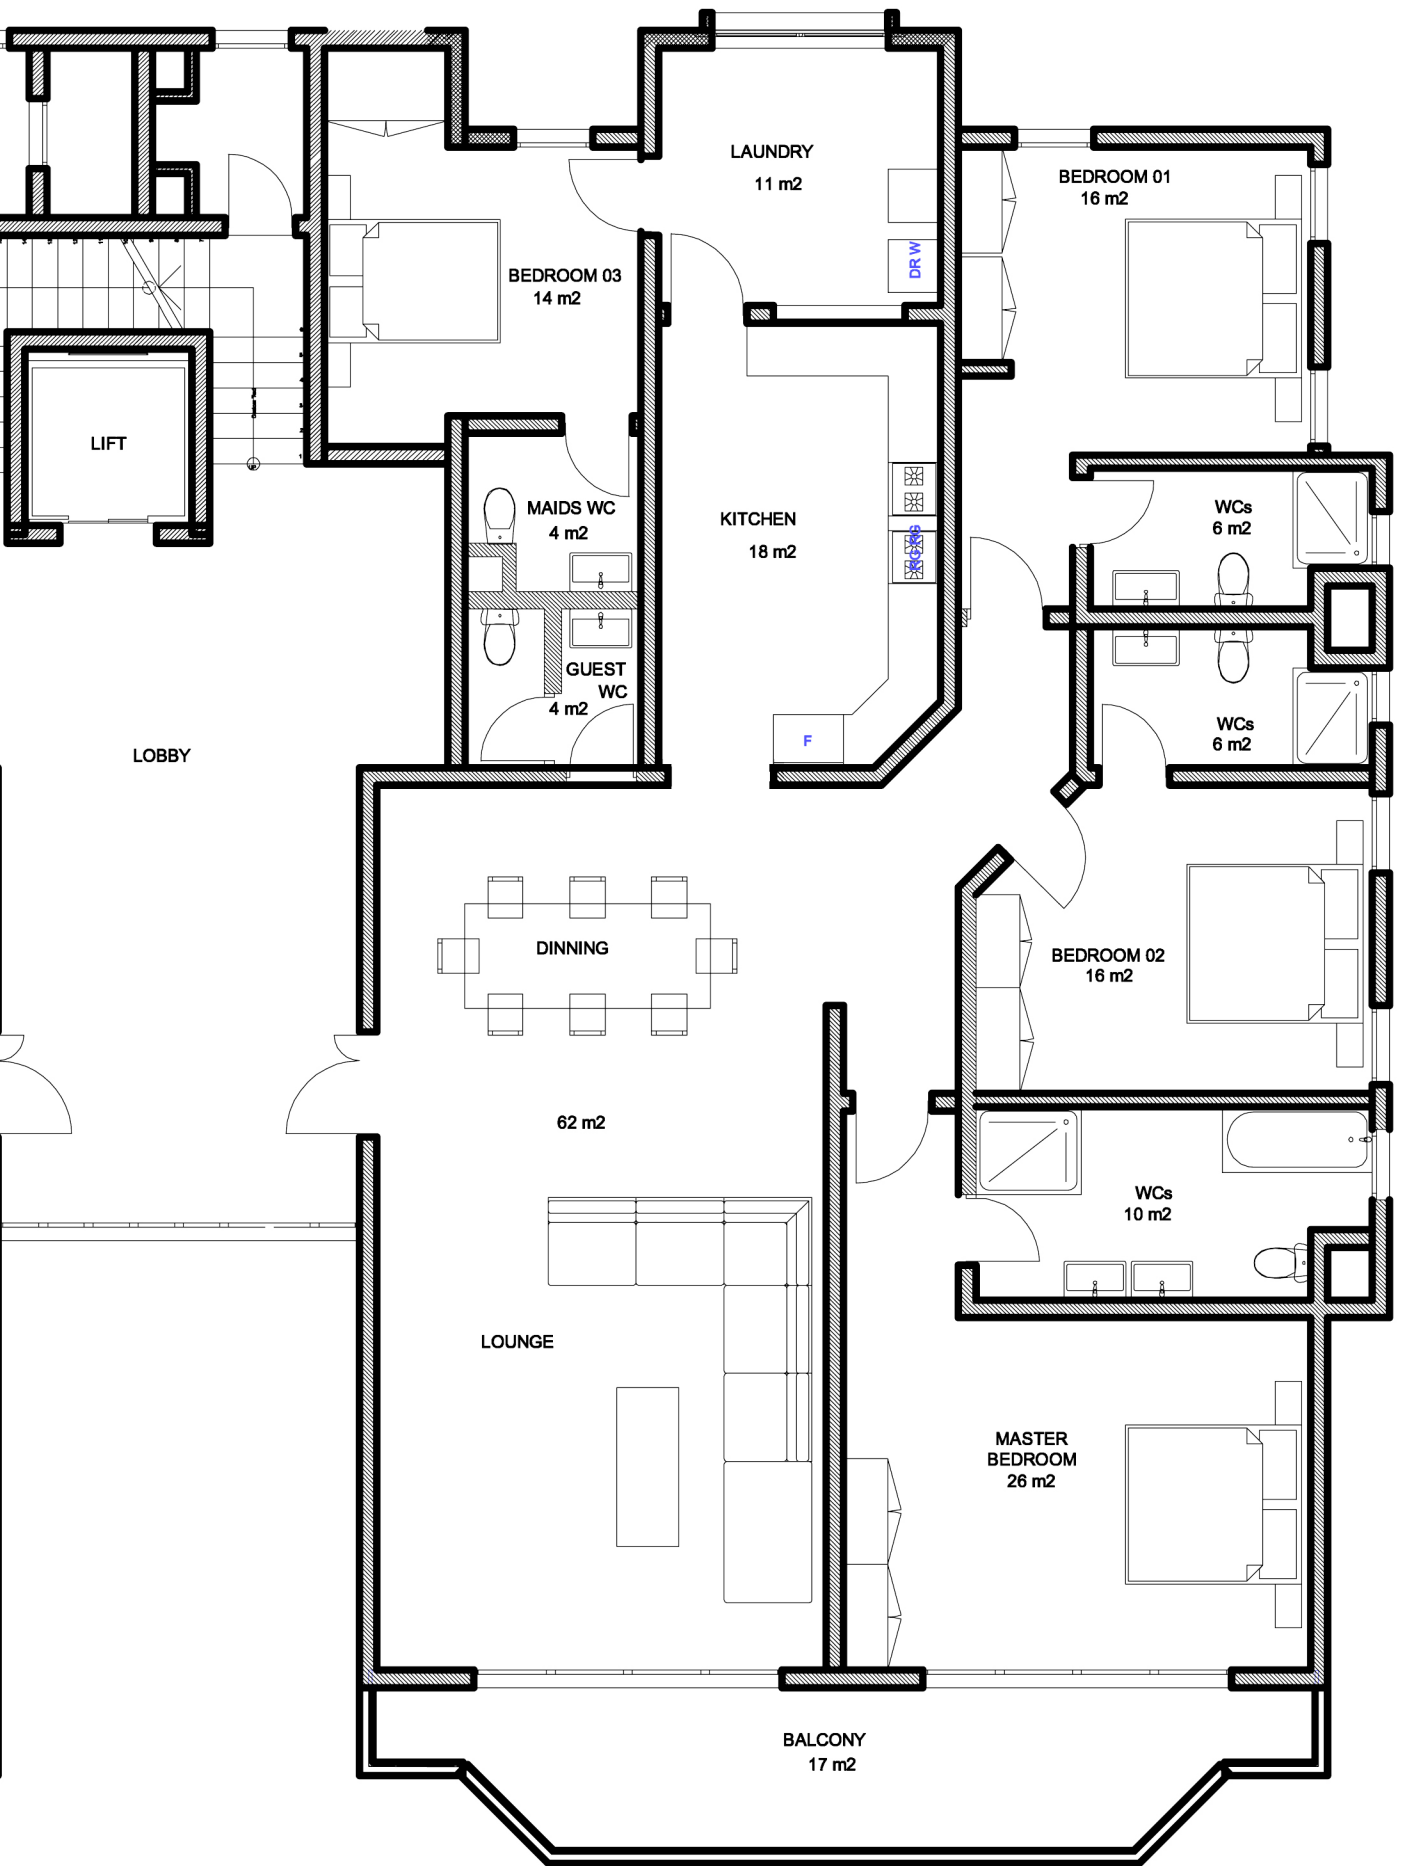 LAUNDRY
11 m2
BEDROOM 01
16 m2
DR W
BEDROOM 03
14 m2
LIFT
MAIDS WC
4 m2
KITCHEN
18 m2
WCs
6 m2
GUEST
WC
4 m2
F
WCs
6 m2
LOBBY
DINNING
BEDROOM 02
16 m2
62 m2
WCs
10 m2
LOUNGE
MASTER
BEDROOM
26 m2
BALCONY
17 m2